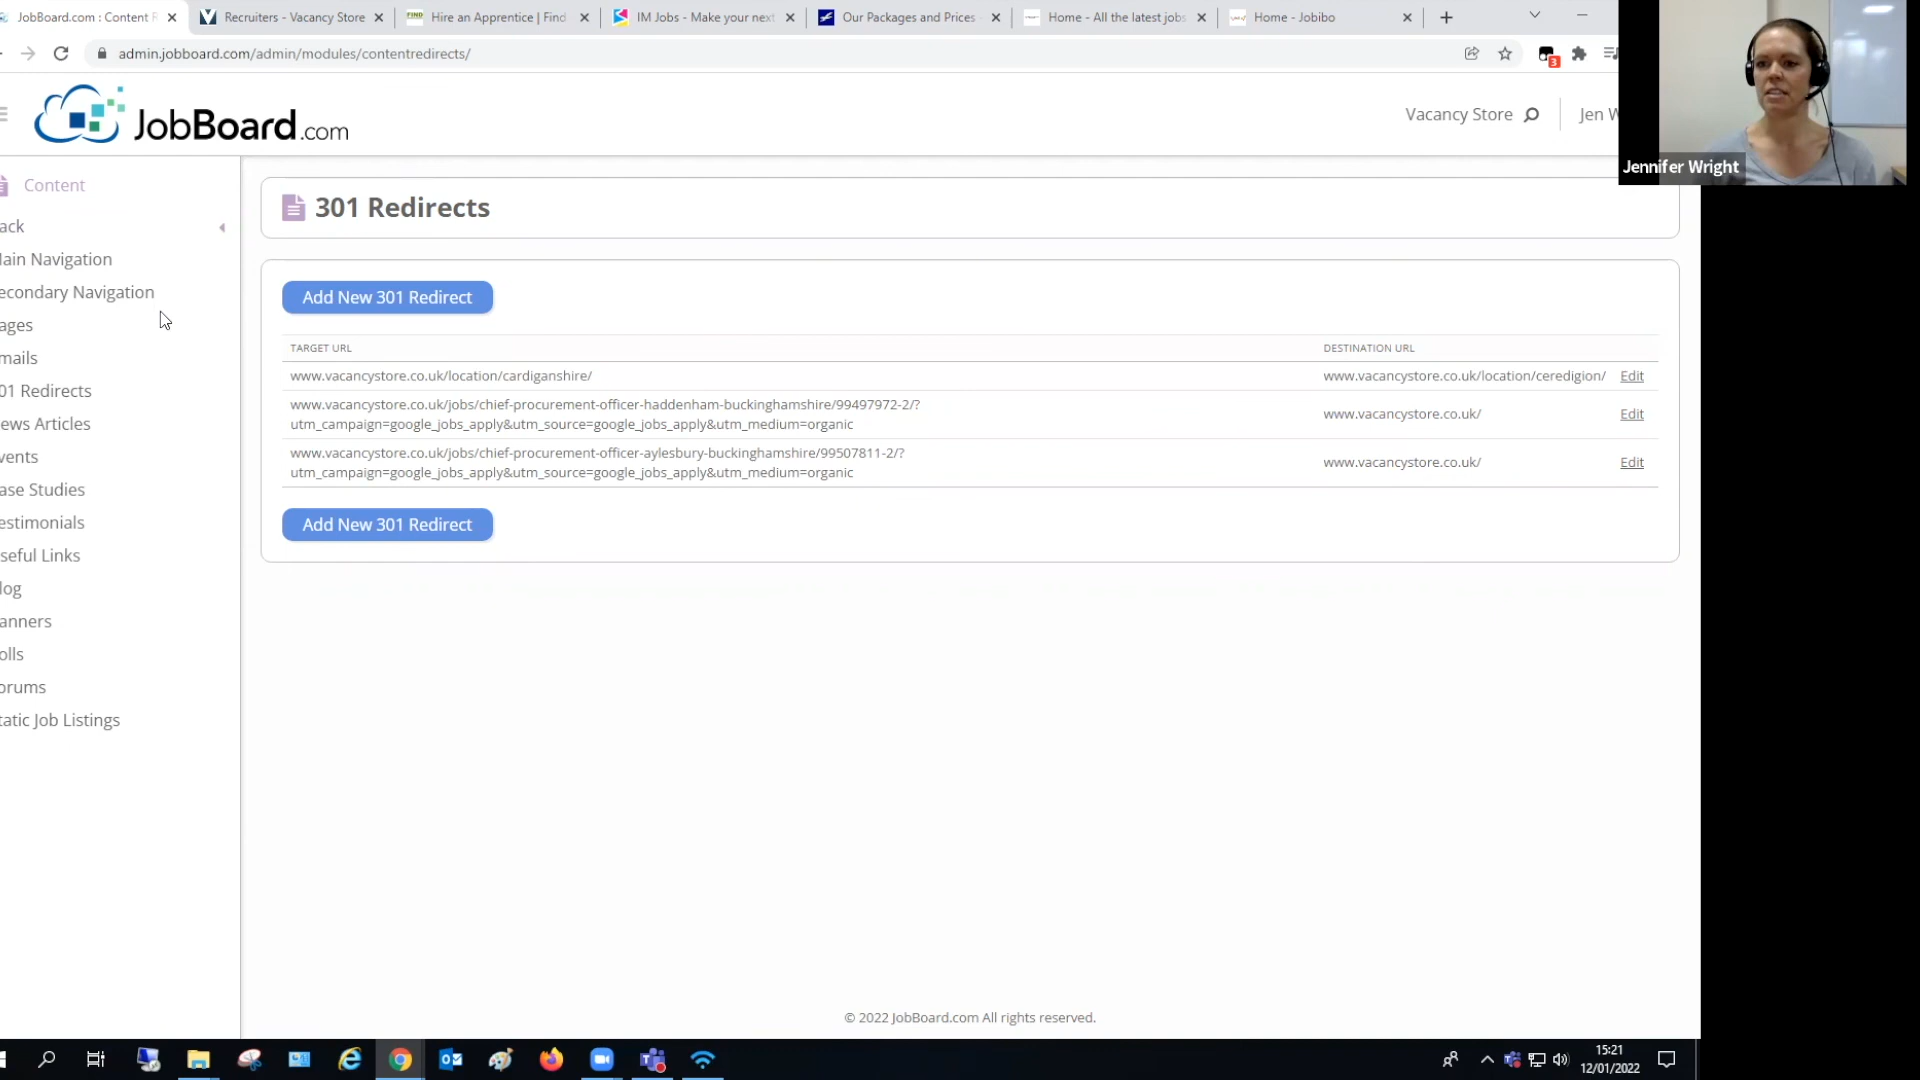 JobBoard.com : Content R
Recruiters - Vacancy Store
Hire an Apprentice | Find
IM Jobs - Make your next
Our Packages and Prices -
Home - All the latest jobs
Home - Jobibo
admin.jobboard.com/admin/modules/contentredirects/
3
JobBoard.com
Vacancy Store
Jen W
Jennifer Wright
Content
ack
ain Navigation
econdary Navigation
ages
mails
01 Redirects
ews Articles
vents
ase Studies
estimonials
seful Links
log
anners
olls
orums
tatic Job Listings
301 Redirects
Add New 301 Redirect
TARGET URL
DESTINATION URL
www.vacancystore.co.uk/location/cardiganshire/
www.vacancystore.co.uk/location/ceredigion/
Edit
www.vacancystore.co.uk/jobs/chief-procurement-officer-haddenham-buckinghamshire/99497972-2/?
utm_campaign=google_jobs_apply&utm_source=google_jobs_apply&utm_medium=organic
www.vacancystore.co.uk/
Edit
www.vacancystore.co.uk/jobs/chief-procurement-officer-aylesbury-buckinghamshire/99507811-2/?
utm_campaign=google_jobs_apply&utm_source=google_jobs_apply&utm_medium=organic
www.vacancystore.co.uk/
Edit
Add New 301 Redirect
© 2022 JobBoard.com All rights reserved.
15:21
12/01/2022